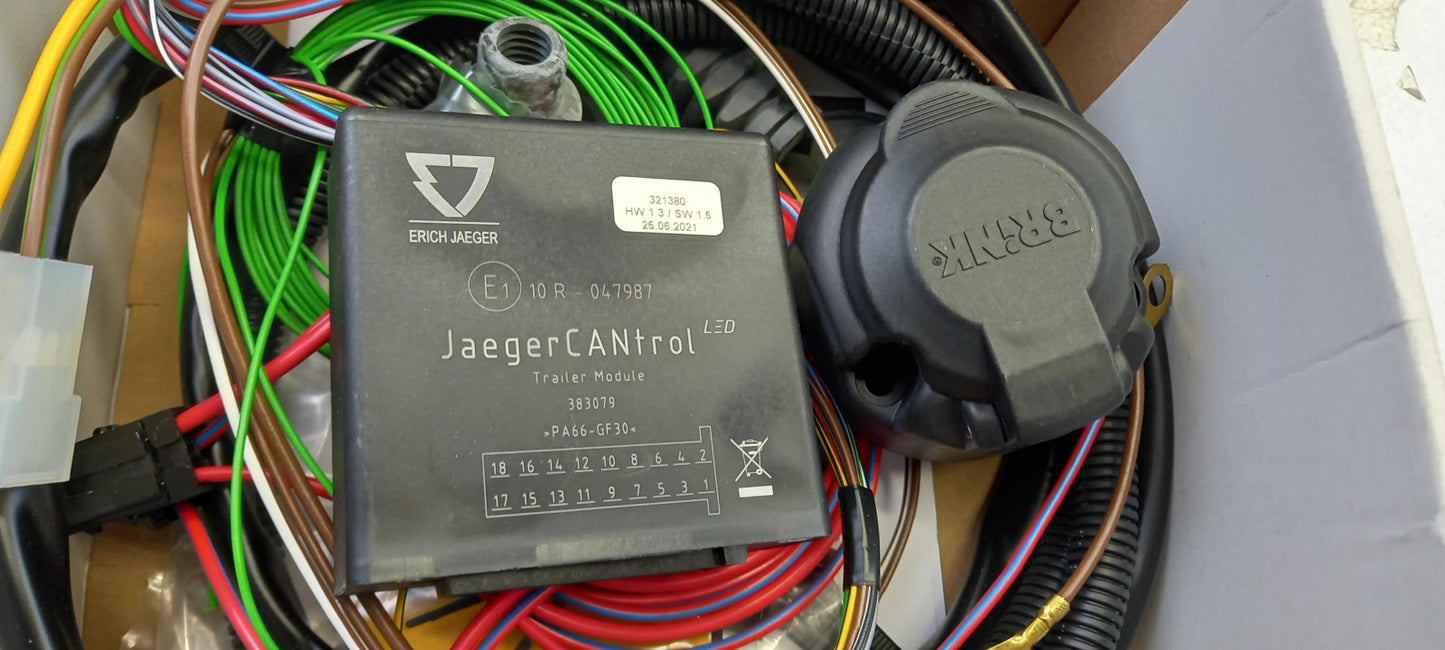 ERICH JAEGER
321380
HW 1.3 / SW 1.5
25.06.2021
E1 10 R - 047987
JaegerCANtrol LED
Trailer Module
383079
>PA66-GF30<
18 16 14 12 10 8 6 4 2
17 15 13 11 9 7 5 3 1
BRiNK®